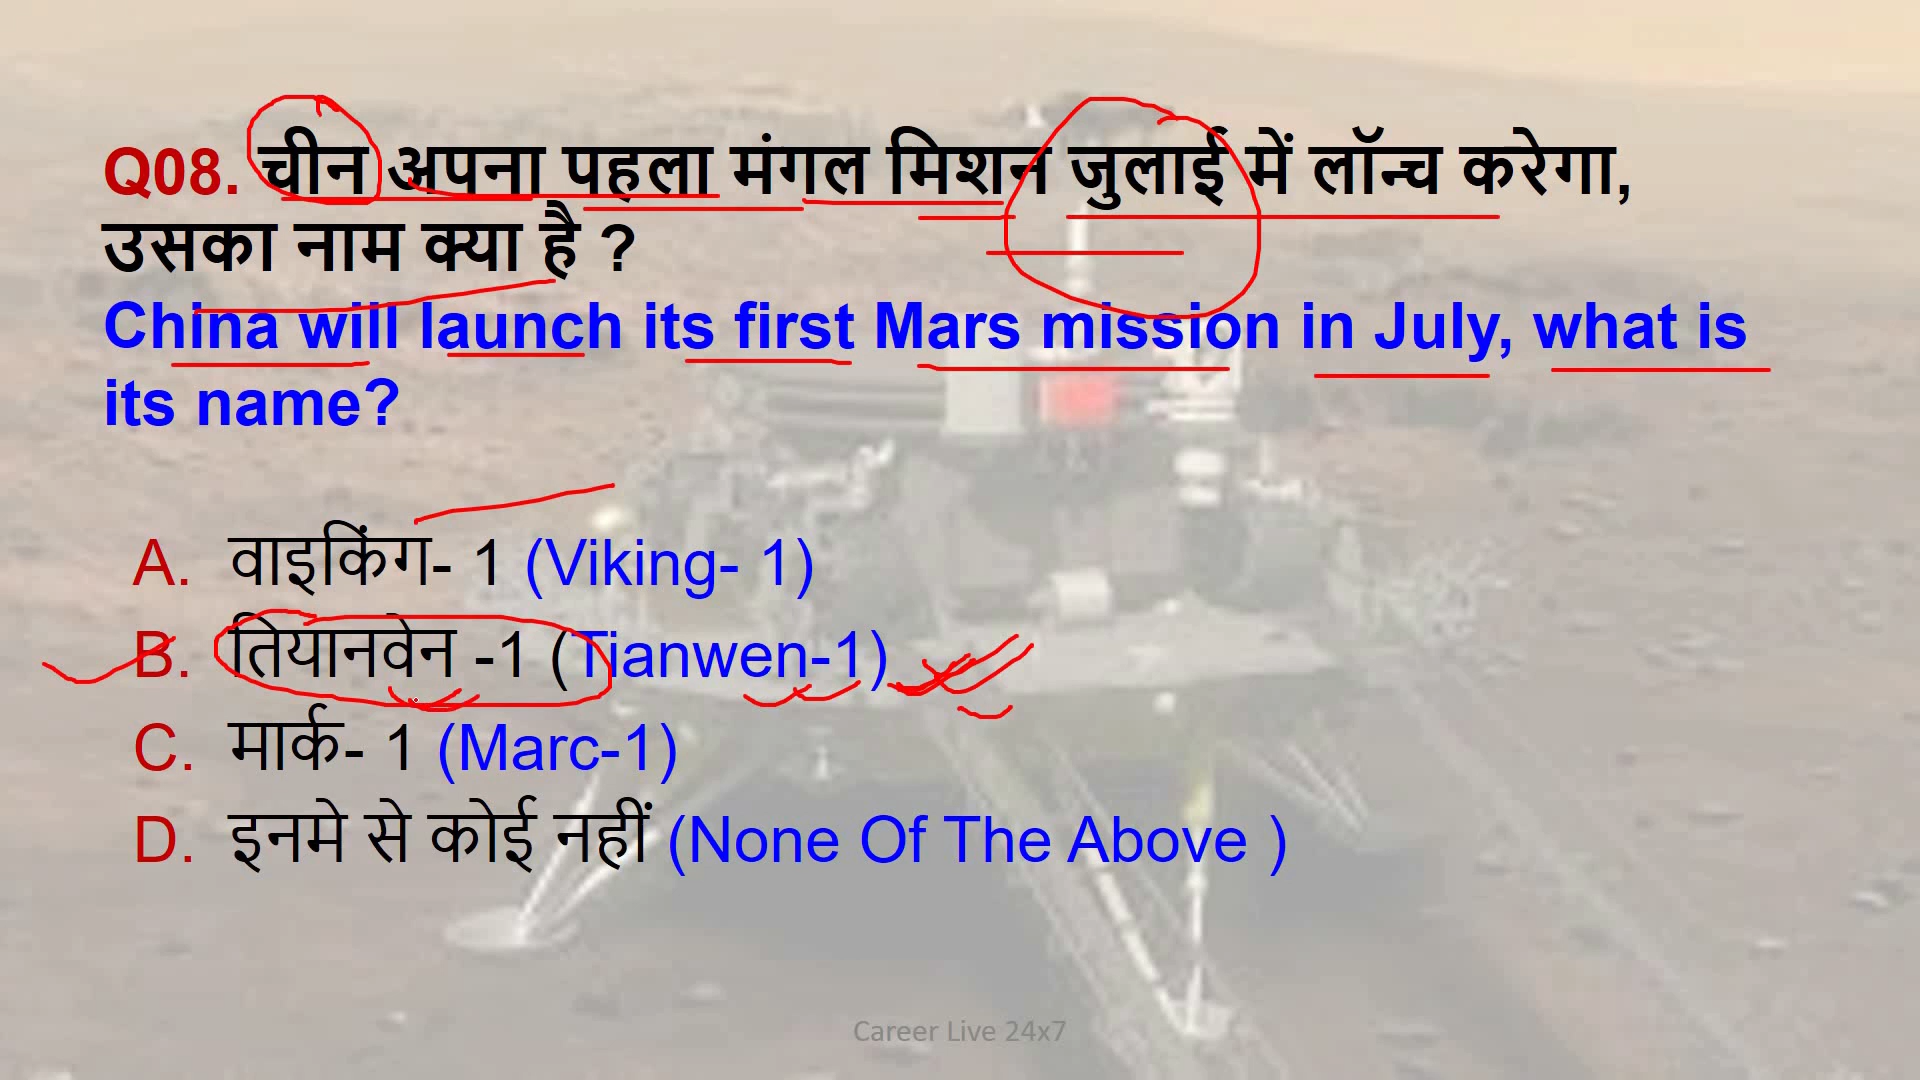 Q08. चीन अपना पहला मंगल मिशन जुलाई में लॉन्च करेगा,
उसका नाम क्या है ?
China will launch its first Mars mission in July, what is
its name?
A. वाइकिंग- 1 (Viking- 1)
B. तियानवेन -1 (Tianwen-1)
C. मार्क- 1 (Marc-1)
D. इनमे से कोई नहीं (None Of The Above )
Career Live 24x7